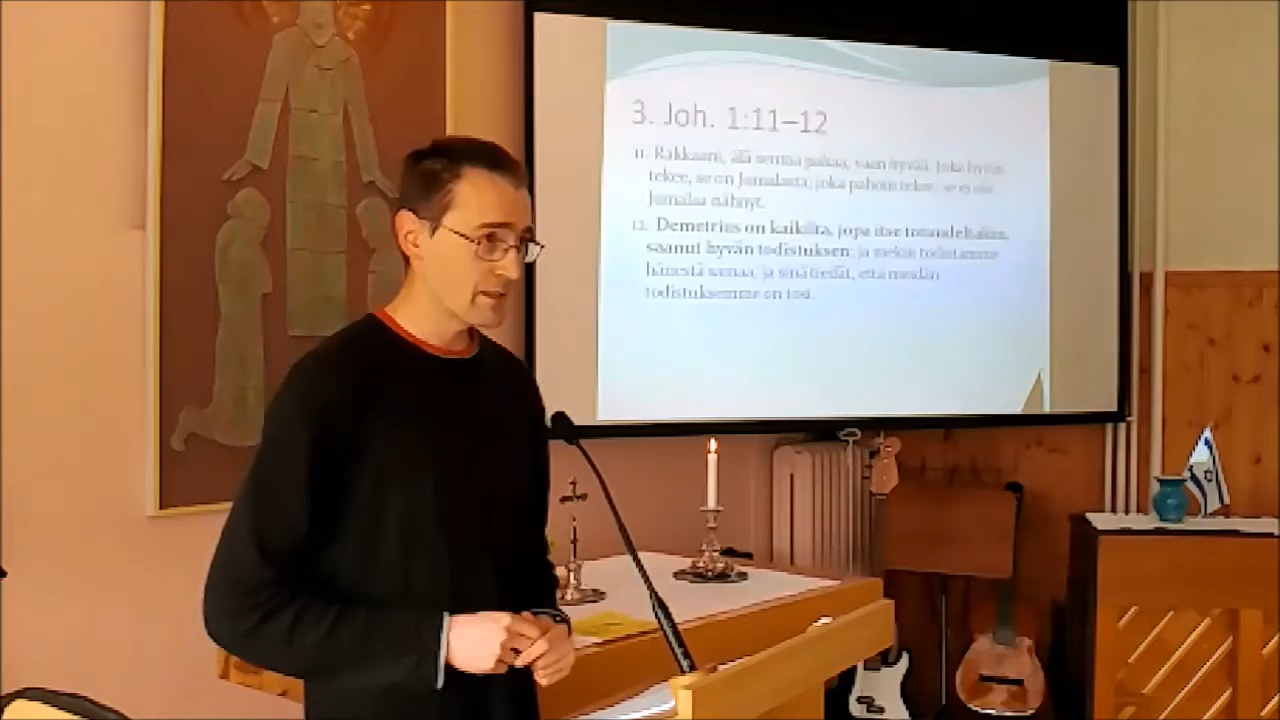 3. Joh. 1:11–12
11. Rakkaani, älä seuraa pahaa, vaan hyvää. Joka hyvin
tekee, se on Jumalasta; joka pahoin tekee, se ei ole
Jumalaa nähnyt.
12. Demetrius on kaikilta, jopa itse totuudeltakin,
saanut hyvän todistuksen; ja mekin todistamme
hänestä samaa, ja sinä tiedät, että meidän
todistuksemme on tosi.